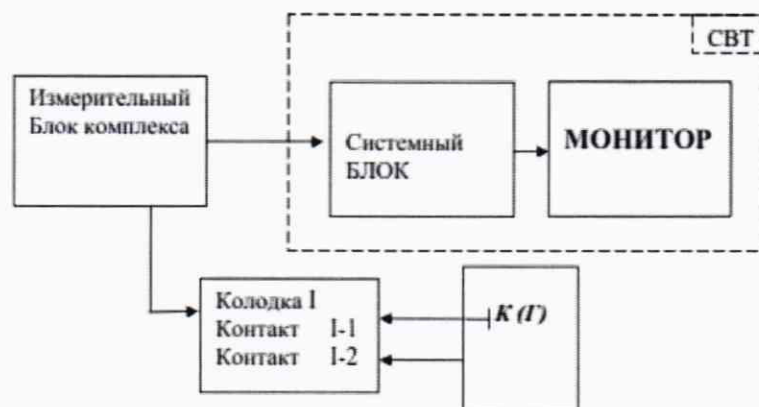 СВТ
Измерительный
Блок комплекса
Системный
БЛОК
МОНИТОР
Колодка I
Контакт I-1
Контакт I-2
К (Г)